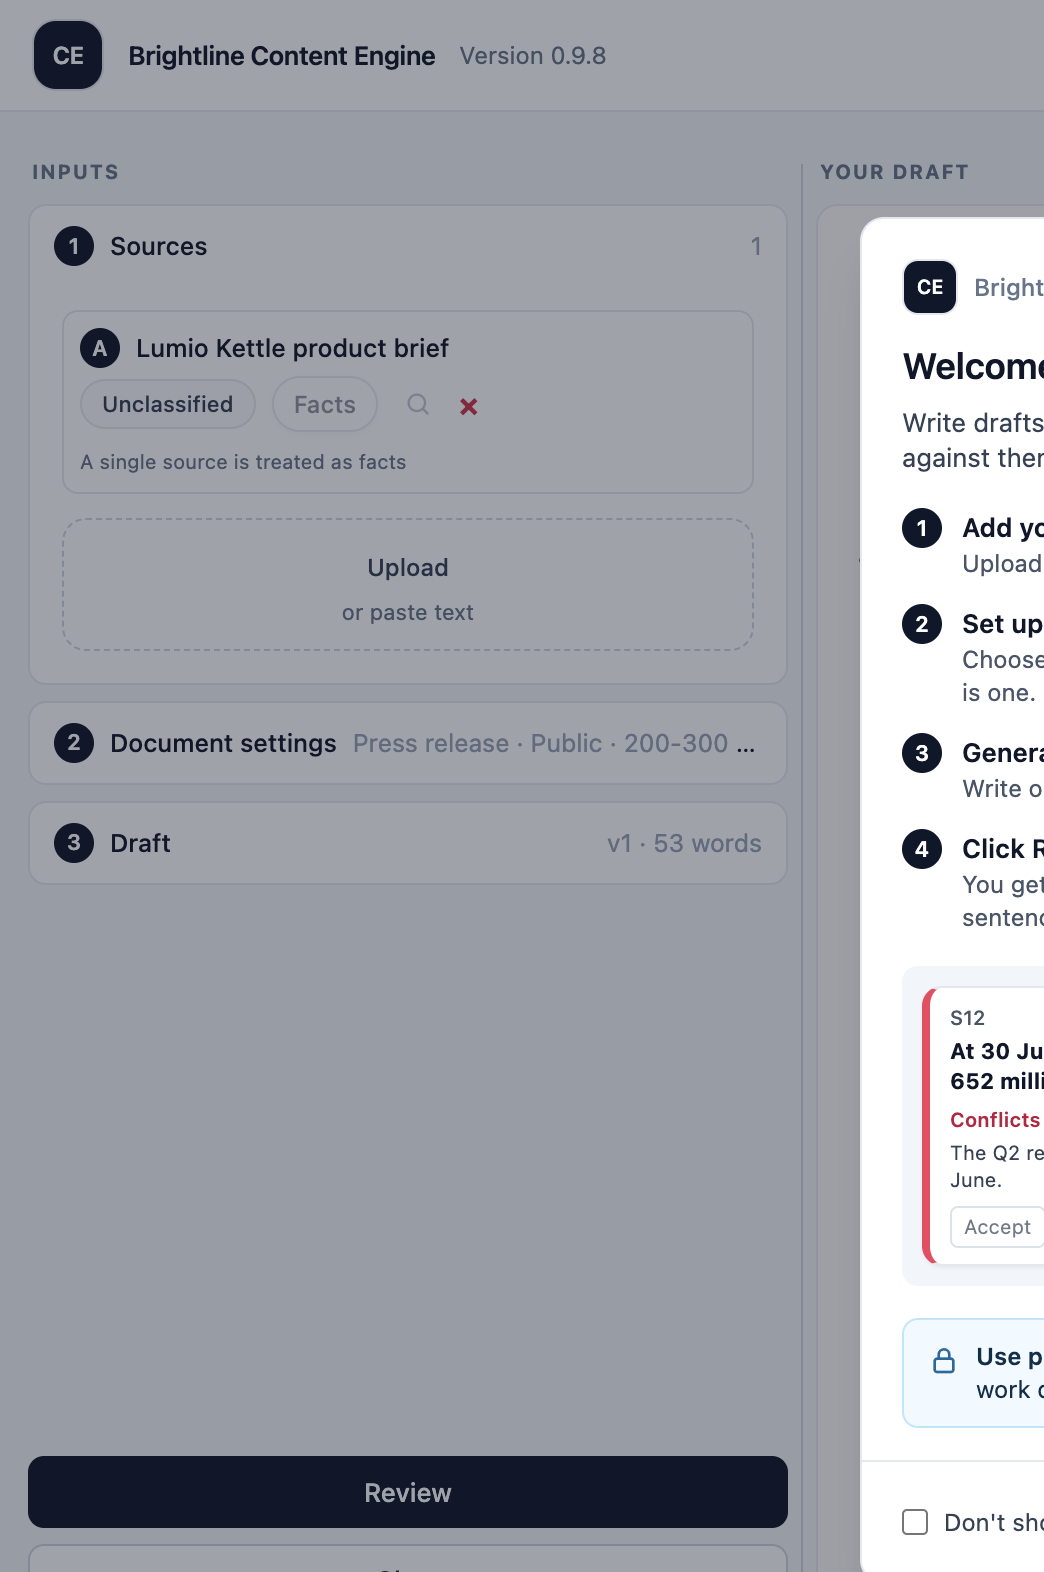 CE
Brightline Content Engine Version 0.9.8
INPUTS
1 Sources 1
A Lumio Kettle product brief
Unclassified Facts
A single source is treated as facts
Upload
or paste text
2 Document settings Press release · Public · 200-300 ...
3 Draft v1 · 53 words
Review
YOUR DRAFT
CE Bright
Welcome
Write drafts
against
1 Add yo
Upload
2 Set up
Choose
is one.
3 Genera
Write o
4 Click R
You get
sentenc
S12
At 30 Ju
652 milli
Conflicts
The Q2 re
June.
Accept
Use p
work
Don't sho